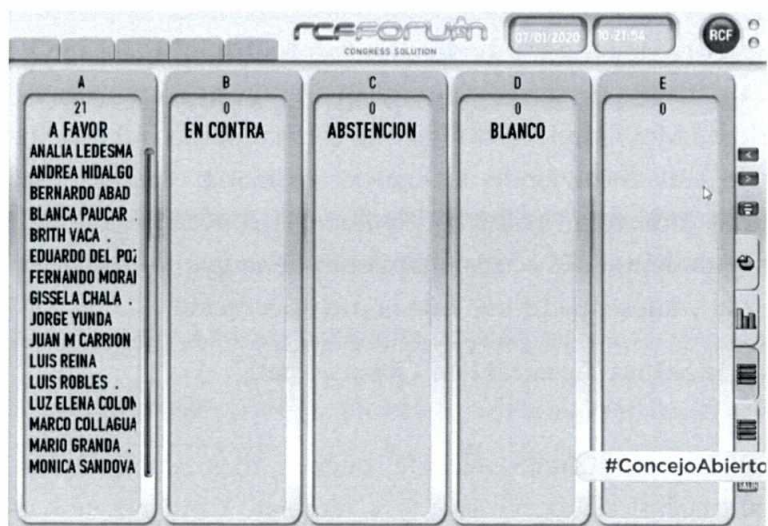 RCF FORUM
CONGRESS SOLUTION
07/01/2020
10:21:54
RCF
A
21
A FAVOR
ANALIA LEDESMA
ANDREA HIDALGO
BERNARDO ABAD
BLANCA PAUCAR
BRITH VACA .
EDUARDO DEL POZ
FERNANDO MORAI
GISSELA CHALA .
JORGE YUNDA
JUAN M CARRION
LUIS REINA
LUIS ROBLES .
LUZ ELENA COLON
MARCO COLLAGUA
MARIO GRANDA .
MONICA SANDOVA
B
0
EN CONTRA
C
0
ABSTENCION
D
0
BLANCO
E
0
#ConcejoAbierto